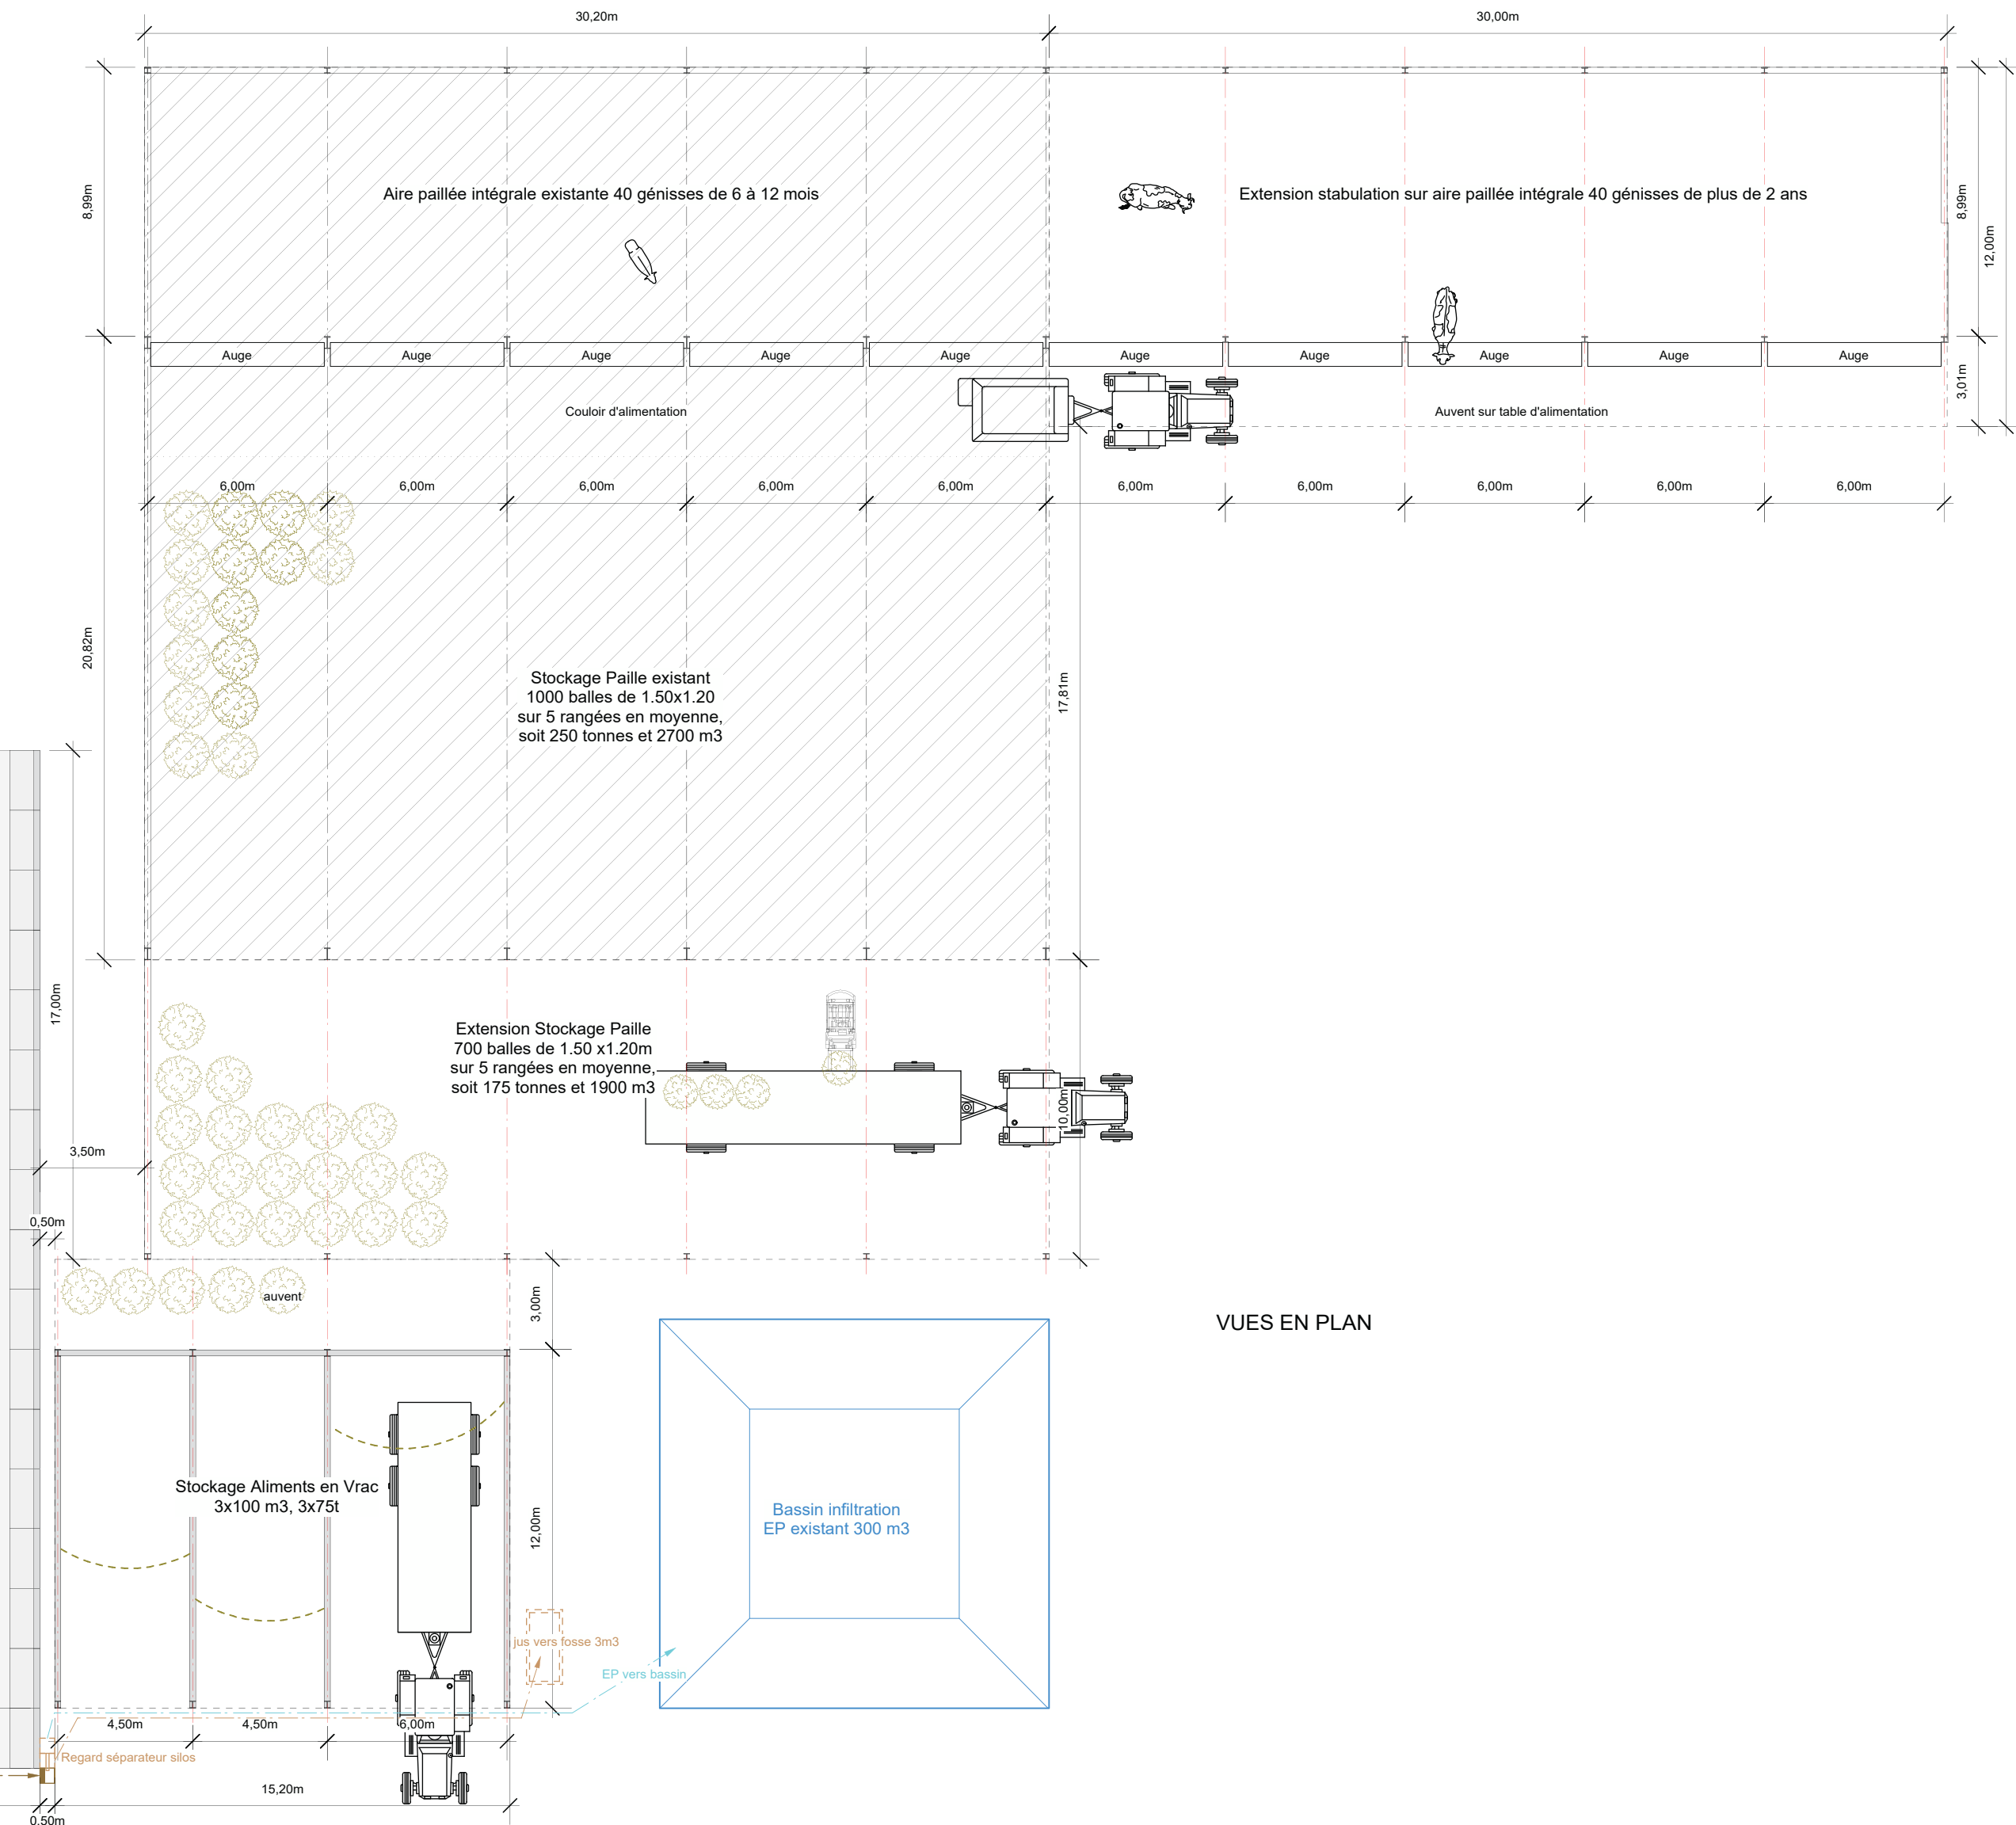 30,20m
30,00m
8,99m
Aire paillée intégrale existante 40 génisses de 6 à 12 mois
Extension stabulation sur aire paillée intégrale 40 génisses de plus de 2 ans
8,99m
12,00m
Auge
Auge
Auge
Auge
Auge
Auge
Auge
Auge
Auge
Auge
3,01m
Couloir d'alimentation
Auvent sur table d'alimentation
6,00m
6,00m
6,00m
6,00m
6,00m
6,00m
6,00m
6,00m
6,00m
6,00m
20,82m
Stockage Paille existant
1000 balles de 1.50x1.20
sur 5 rangées en moyenne,
soit 250 tonnes et 2700 m3
17,81m
17,00m
Extension Stockage Paille
700 balles de 1.50 x1.20m
sur 5 rangées en moyenne,
soit 175 tonnes et 1900 m3
10,00m
3,50m
0,50m
auvent
3,00m
VUES EN PLAN
Stockage Aliments en Vrac
3x100 m3, 3x75t
12,00m
Bassin infiltration
EP existant 300 m3
jus vers fosse 3m3
EP vers bassin
4,50m
4,50m
6,00m
Regard séparateur silos
15,20m
0,50m